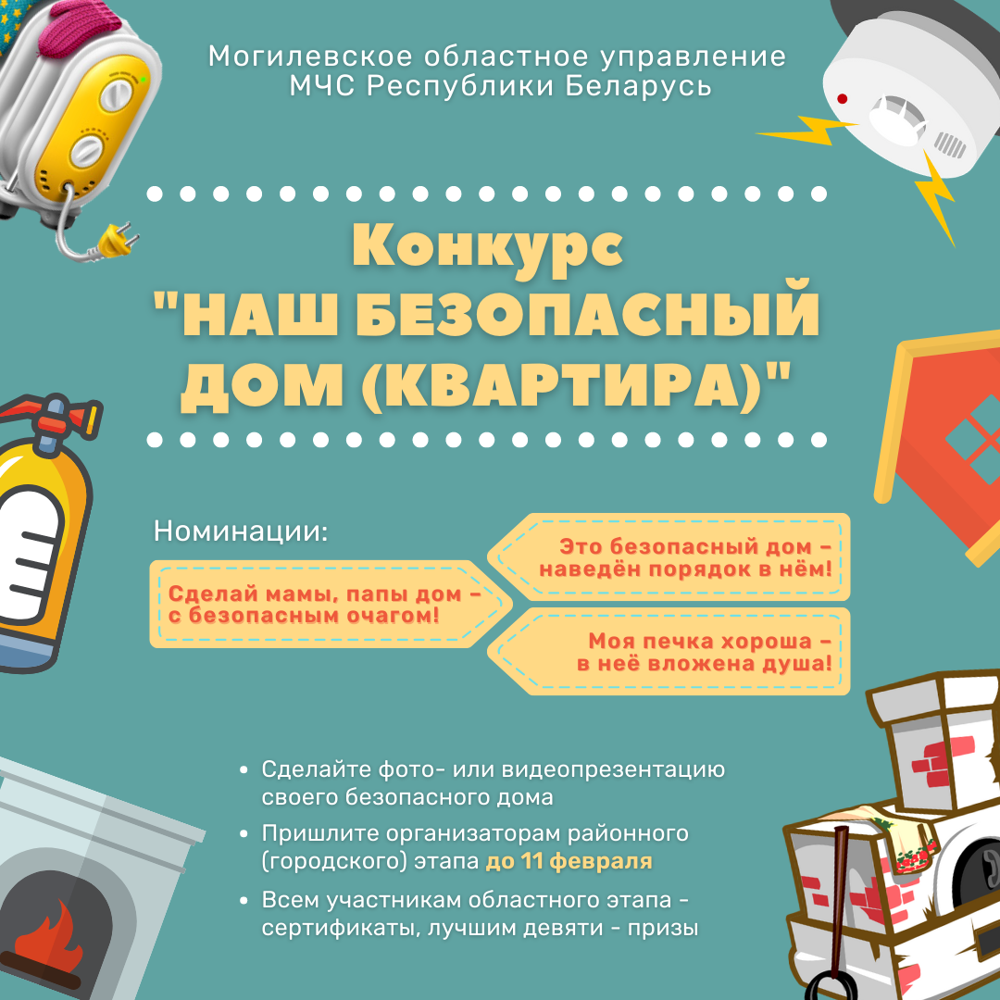 Могилевское областное управление
МЧС Республики Беларусь
Конкурс
"НАШ БЕЗОПАСНЫЙ
ДОМ (КВАРТИРА)"
Номинации:
Сделай мамы, папы дом –
с безопасным очагом!
Это безопасный дом –
наведён порядок в нём!
Моя печка хороша –
в неё вложена душа!
• Сделайте фото- или видеопрезентацию
своего безопасного дома
• Пришлите организаторам районного
(городского) этапа до 11 февраля
• Всем участникам областного этапа -
сертификаты, лучшим девяти - призы